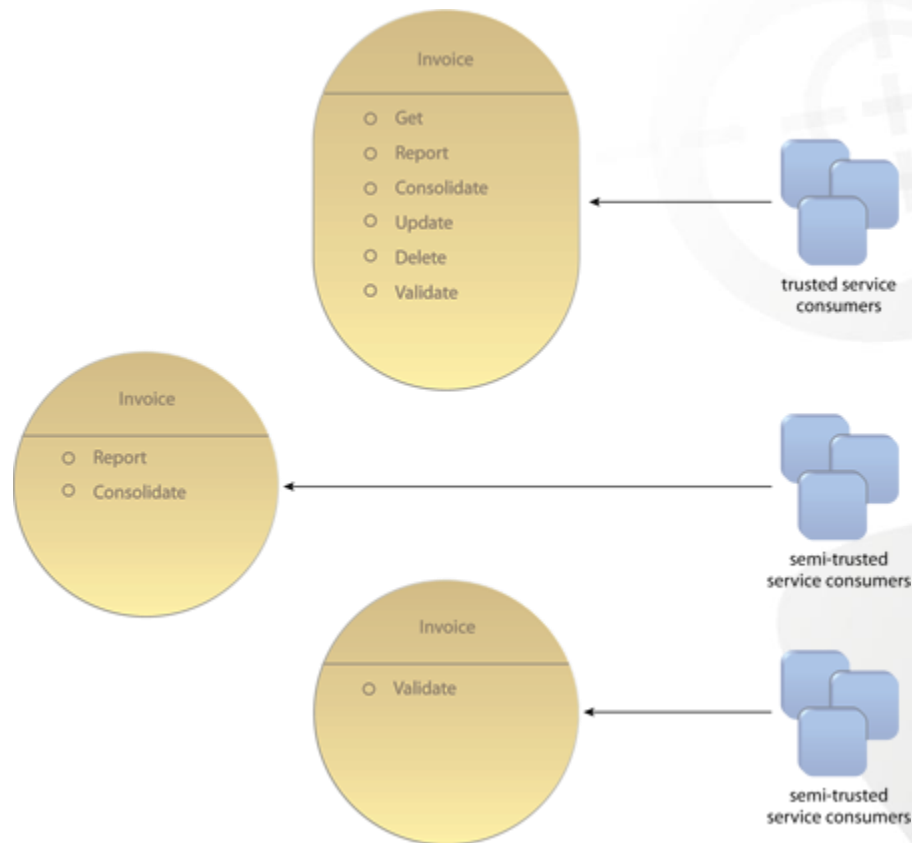 Invoice
Get
Report
Consolidate
Update
Delete
Validate
trusted service
consumers
Invoice
Report
Consolidate
semi-trusted
service consumers
Invoice
Validate
semi-trusted
service consumers